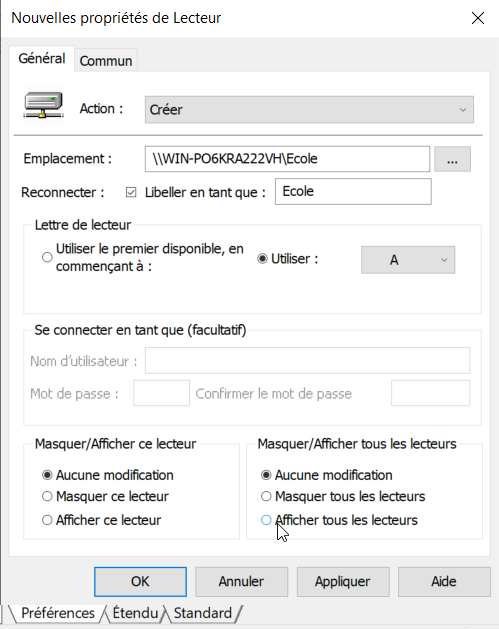 Nouvelles propriétés de Lecteur
Général Commun
Action : Créer
Emplacement : \\WIN-PO6KRA222VH\Ecole ...
Reconnecter : Libeller en tant que : Ecole
Lettre de lecteur
Utiliser le premier disponible, en
commençant à :
Utiliser : A
Se connecter en tant que (facultatif)
Nom d'utilisateur :
Mot de passe : Confirmer le mot de passe
Masquer/Afficher ce lecteur
Aucune modification
Masquer ce lecteur
Afficher ce lecteur
Masquer/Afficher tous les lecteurs
Aucune modification
Masquer tous les lecteurs
Afficher tous les lecteurs
OK Annuler Appliquer Aide
Préférences Étendu Standard